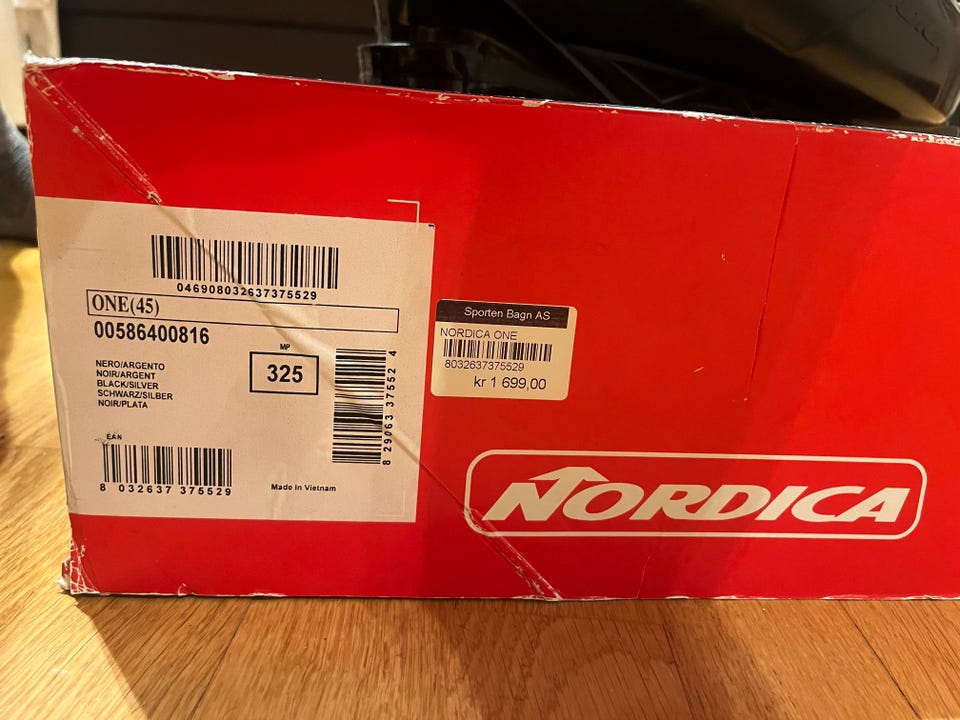 046908032637375529
ONE(45)
00586400816
MP
325
NERO/ARGENTO
NOIR/ARGENT
BLACK/SILVER
SCHWARZ/SILBER
NOIR/PLATA
8 29063 37552 4
EAN
8 032637 375529
Made in Vietnam
Sporten Bagn AS
NORDICA ONE
8032637375529
kr 1 699,00
NORDICA